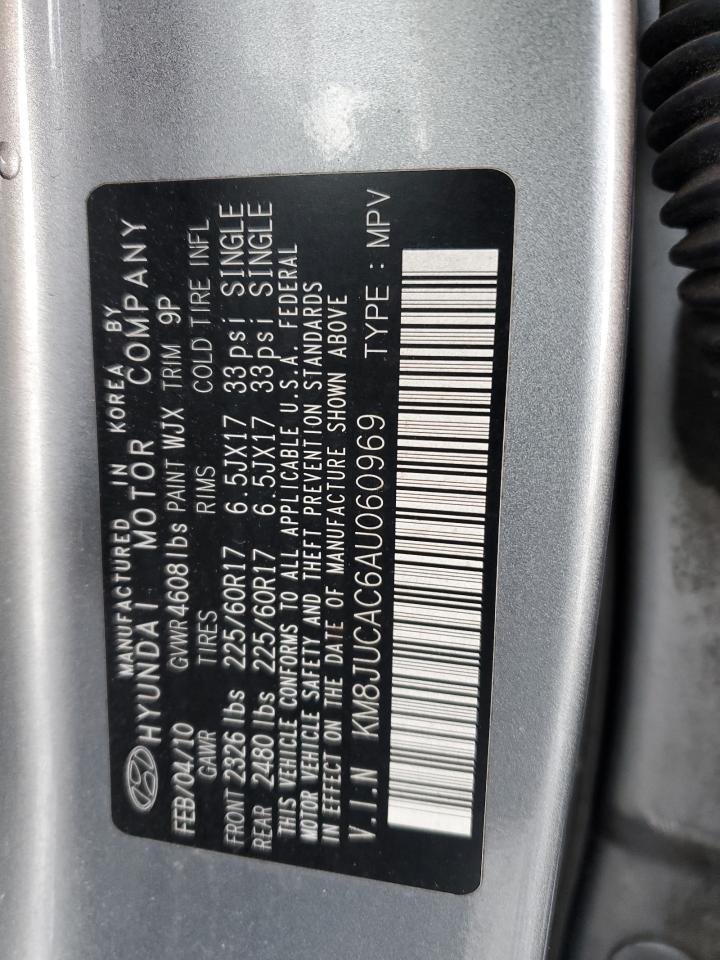 MANUFACTURED IN KOREA BY
HYUNDAI MOTOR COMPANY
FEB/04/10 GVWR 4608lbs PAINT WJX TRIM 9P
GAWR TIRES RIMS COLD TIRE INFL
FRONT 2326 lbs 225/60R17 6.5JX17 33psi SINGLE
REAR 2480 lbs 225/60R17 6.5JX17 33psi SINGLE
THIS VEHICLE CONFORMS TO ALL APPLICABLE U.S.A. FEDERAL
MOTOR VEHICLE SAFETY AND THEFT PREVENTION STANDARDS
IN EFFECT ON THE DATE OF MANUFACTURE SHOWN ABOVE
V.I.N KM8JUCAC6AU060969 TYPE : MPV